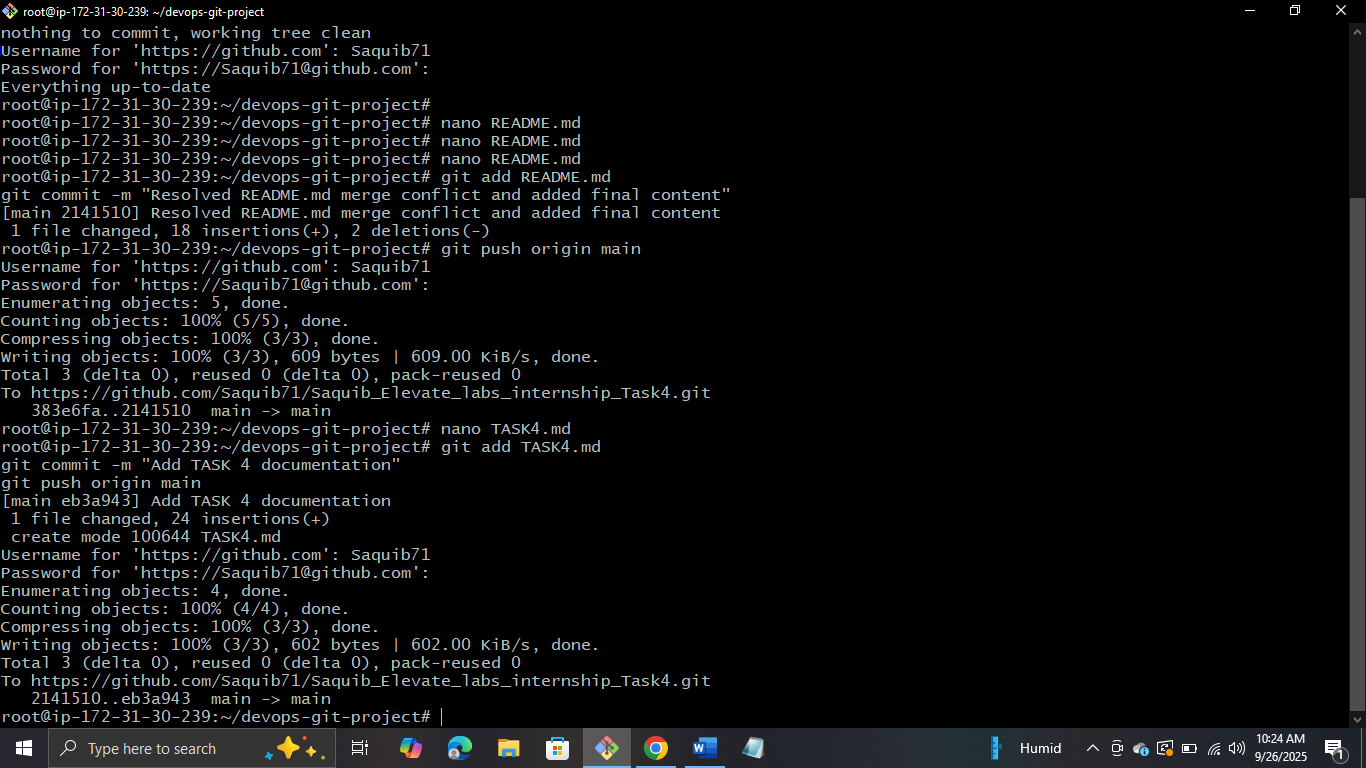 root@ip-172-31-30-239: ~/devops-git-project
nothing to commit, working tree clean
Username for 'https://github.com': Saquib71
Password for 'https://Saquib71@github.com':
Everything up-to-date
root@ip-172-31-30-239:~/devops-git-project#
root@ip-172-31-30-239:~/devops-git-project# nano README.md
root@ip-172-31-30-239:~/devops-git-project# nano README.md
root@ip-172-31-30-239:~/devops-git-project# nano README.md
root@ip-172-31-30-239:~/devops-git-project# git add README.md
git commit -m "Resolved README.md merge conflict and added final content"
[main 2141510] Resolved README.md merge conflict and added final content
 1 file changed, 18 insertions(+), 2 deletions(-)
root@ip-172-31-30-239:~/devops-git-project# git push origin main
Username for 'https://github.com': Saquib71
Password for 'https://Saquib71@github.com':
Enumerating objects: 5, done.
Counting objects: 100% (5/5), done.
Compressing objects: 100% (3/3), done.
Writing objects: 100% (3/3), 609 bytes | 609.00 KiB/s, done.
Total 3 (delta 0), reused 0 (delta 0), pack-reused 0
To https://github.com/Saquib71/Saquib_Elevate_labs_internship_Task4.git
   383e6fa..2141510  main -> main
root@ip-172-31-30-239:~/devops-git-project# nano TASK4.md
root@ip-172-31-30-239:~/devops-git-project# git add TASK4.md
git commit -m "Add TASK 4 documentation"
git push origin main
[main eb3a943] Add TASK 4 documentation
 1 file changed, 24 insertions(+)
 create mode 100644 TASK4.md
Username for 'https://github.com': Saquib71
Password for 'https://Saquib71@github.com':
Enumerating objects: 4, done.
Counting objects: 100% (4/4), done.
Compressing objects: 100% (3/3), done.
Writing objects: 100% (3/3), 602 bytes | 602.00 KiB/s, done.
Total 3 (delta 0), reused 0 (delta 0), pack-reused 0
To https://github.com/Saquib71/Saquib_Elevate_labs_internship_Task4.git
   2141510..eb3a943  main -> main
root@ip-172-31-30-239:~/devops-git-project#
Type here to search
Humid
10:24 AM
9/26/2025
1